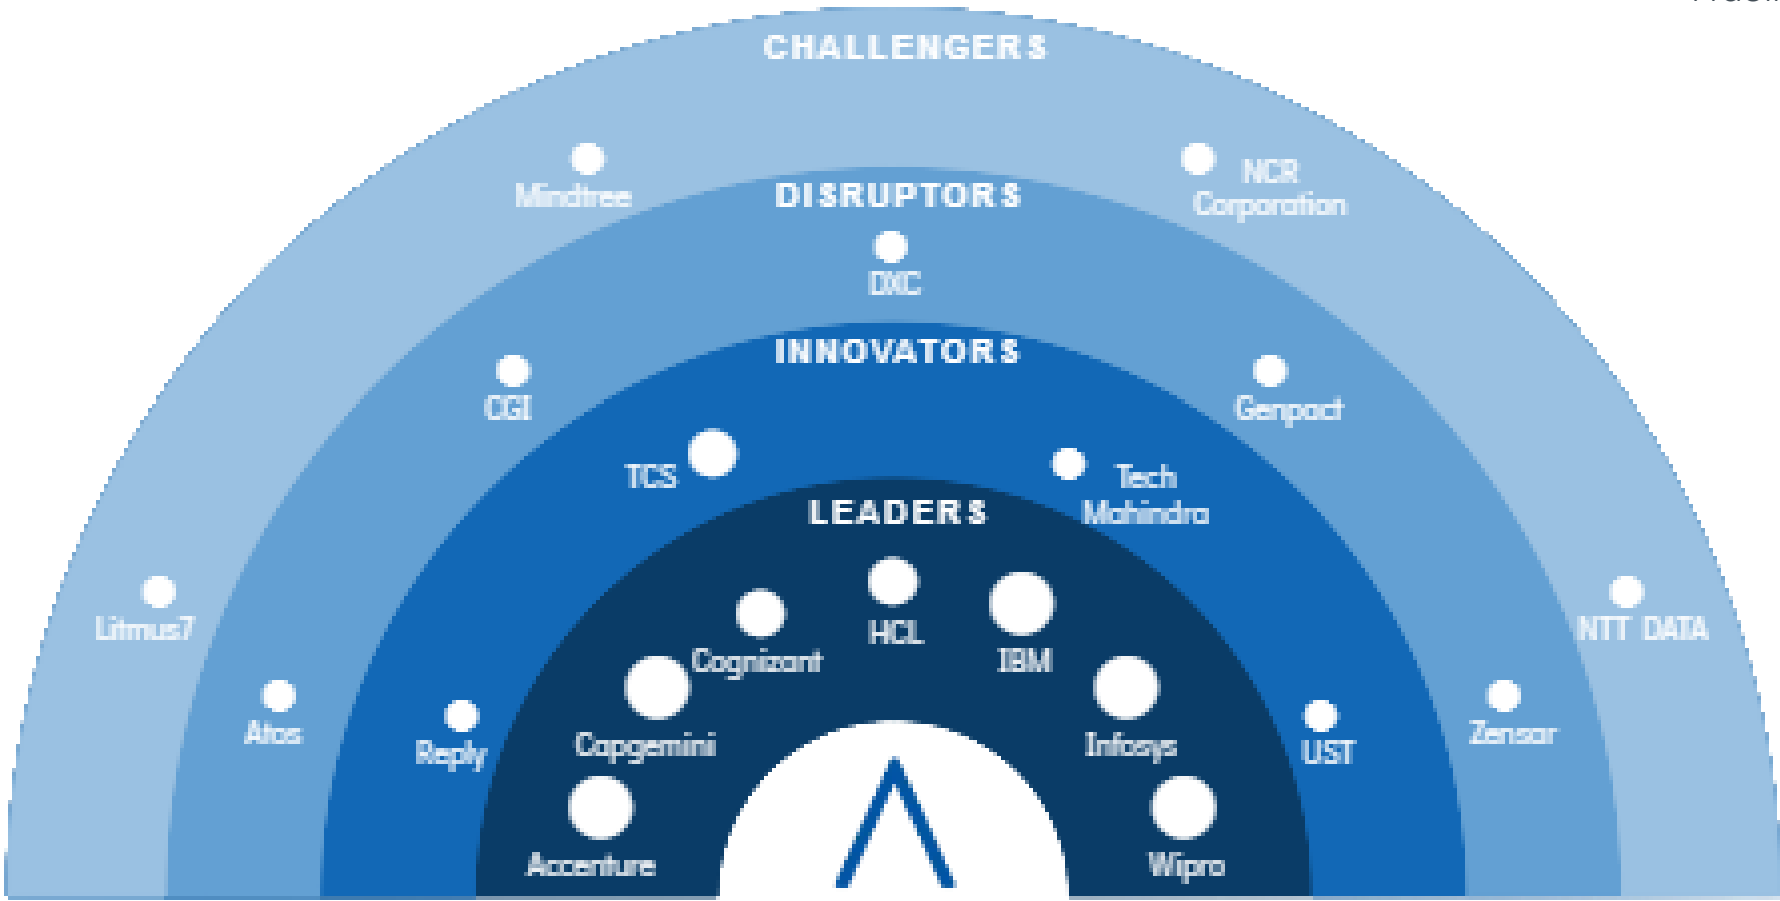 CHALLENGERS
Mindtree
NCR
Corporation
DISRUPTORS
DXC
INNOVATORS
CGI
Genpact
TCS
Tech
Mahindra
LEADERS
HCL
Cognizant
IBM
Litmus7
NTT DATA
Atos
Reply
Capgemini
Infosys
UST
Zensar
Accenture
Wipro